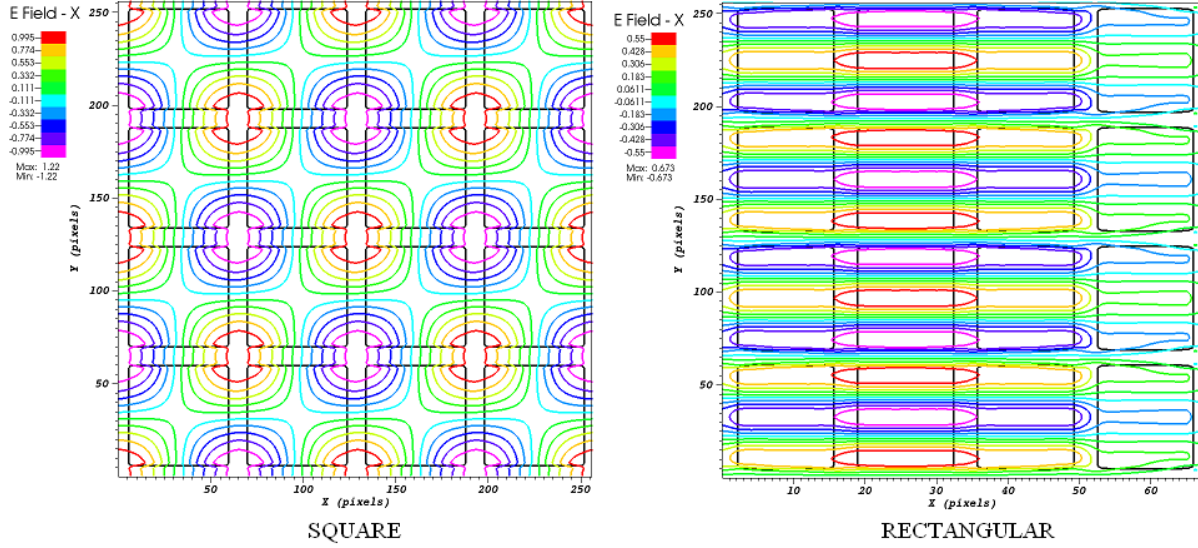 E Field - X
0.995
0.774
0.553
0.332
0.111
-0.111
-0.332
-0.553
-0.774
-0.995
Max: 1.22
Min: -1.22
250
200
150
100
50
Y (pixels)
50 100 150 200 250
X (pixels)
SQUARE
E Field - X
0.55
0.428
0.306
0.183
0.0611
-0.0611
-0.183
-0.306
-0.428
-0.55
Max: 0.673
Min: -0.673
250
200
150
100
50
Y (pixels)
10 20 30 40 50 60
X (pixels)
RECTANGULAR